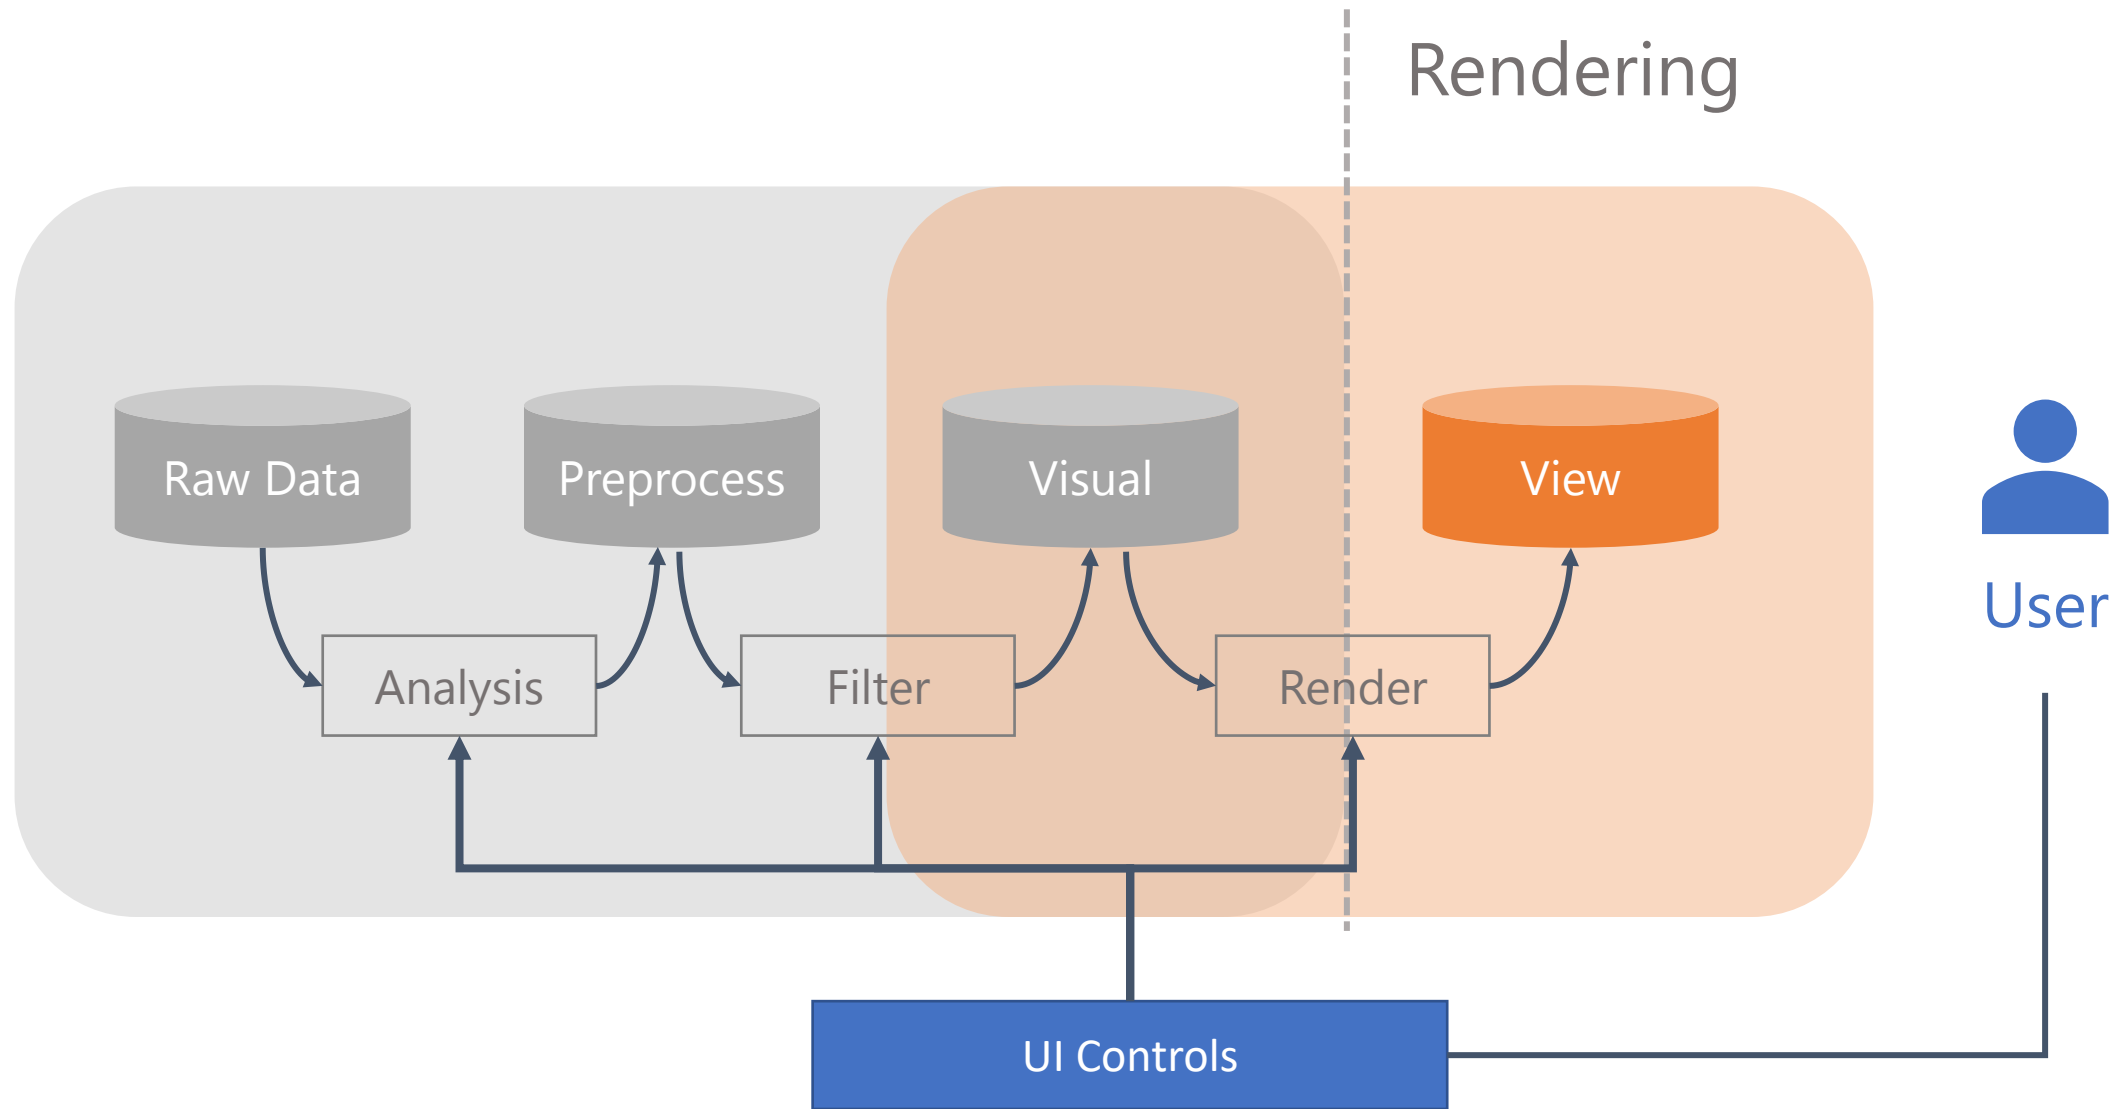 Rendering
Raw Data
Preprocess
Visual
View
User
Analysis
Filter
Render
UI Controls